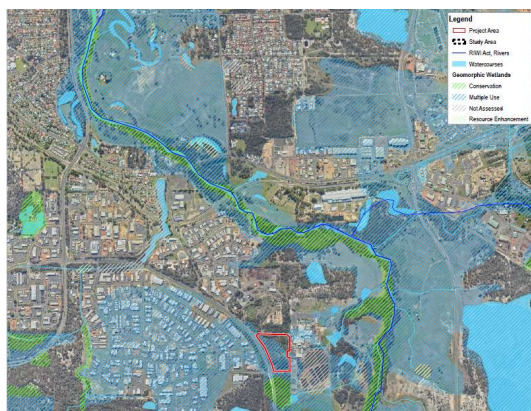 Legend
Project Area
Study Area
RIWI Act, Rivers
Watercourses
Geomorphic Wetlands
Conservation
Multiple Use
Not Assessed
Resource Enhancement